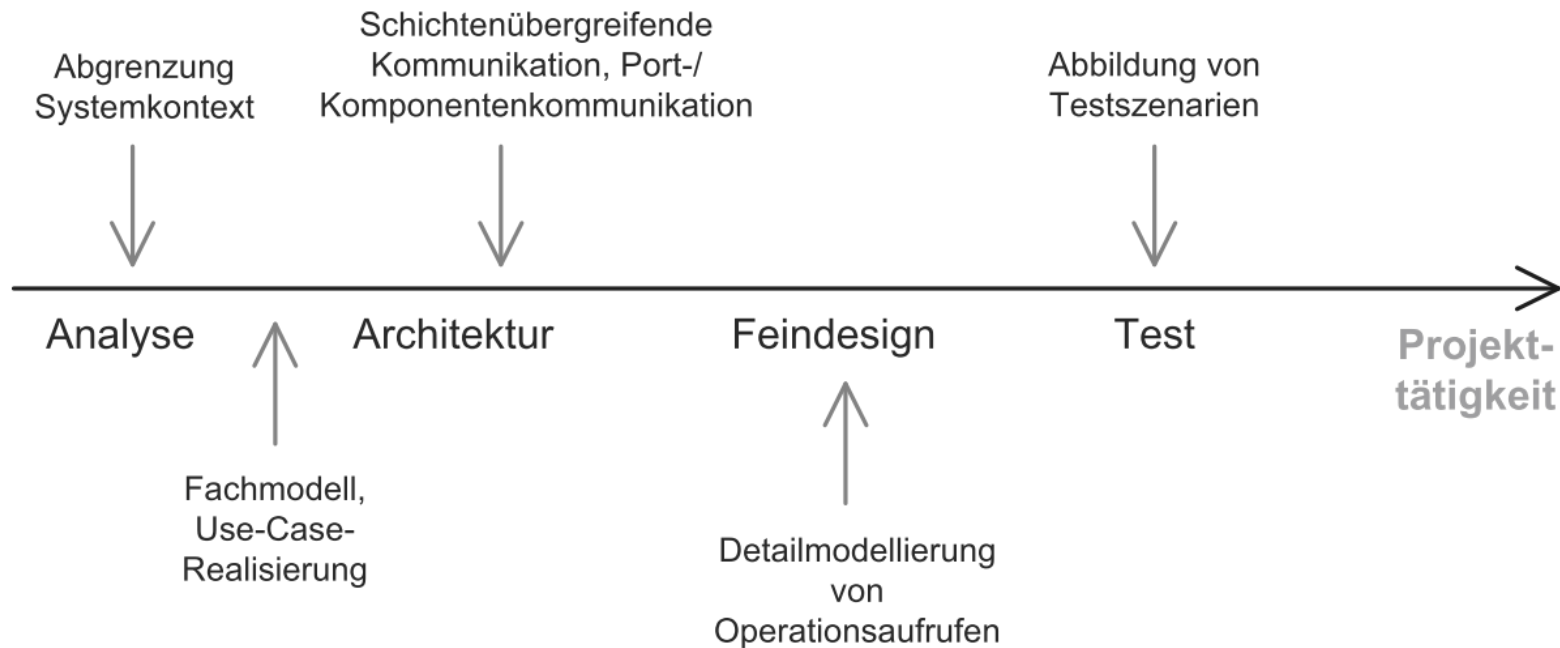 Abgrenzung
Systemkontext
Schichtenübergreifende
Kommunikation, Port-/
Komponentenkommunikation
Abbildung von
Testszenarien
Analyse
Architektur
Feindesign
Test
Projekt-
tätigkeit
Fachmodell,
Use-Case-
Realisierung
Detailmodellierung
von
Operationsaufrufen